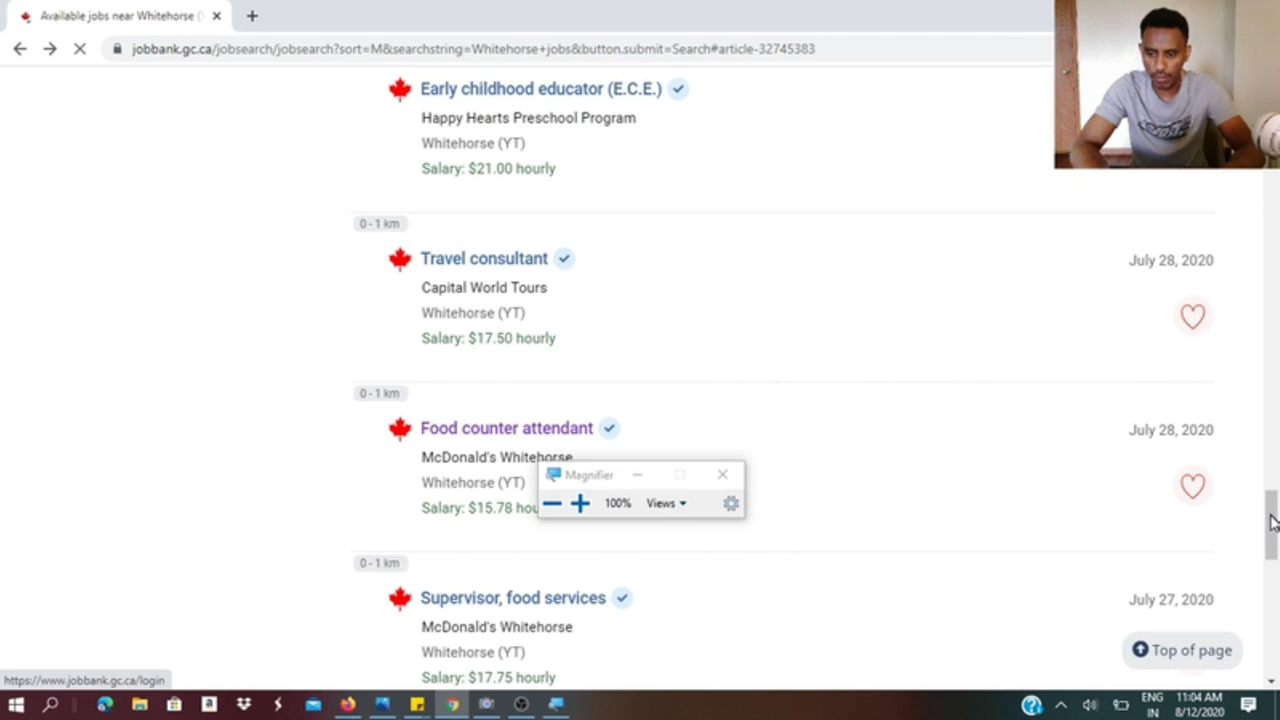 Available jobs near Whitehorse (
jobbank.gc.ca/jobsearch/jobsearch?sort=M&searchstring=Whitehorse+jobs&button.submit=Search#article-32745383
Early childhood educator (E.C.E.)
Happy Hearts Preschool Program
Whitehorse (YT)
Salary: $21.00 hourly
0 - 1 km
Travel consultant
July 28, 2020
Capital World Tours
Whitehorse (YT)
Salary: $17.50 hourly
0 - 1 km
Food counter attendant
July 28, 2020
McDonald's Whitehorse
Whitehorse (YT)
Salary: $15.78 hou
Magnifier
100% Views
0 - 1 km
Supervisor, food services
July 27, 2020
McDonald's Whitehorse
Whitehorse (YT)
Salary: $17.75 hourly
Top of page
https://www.jobbank.gc.ca/login
ENG
IN
11:04 AM
8/12/2020